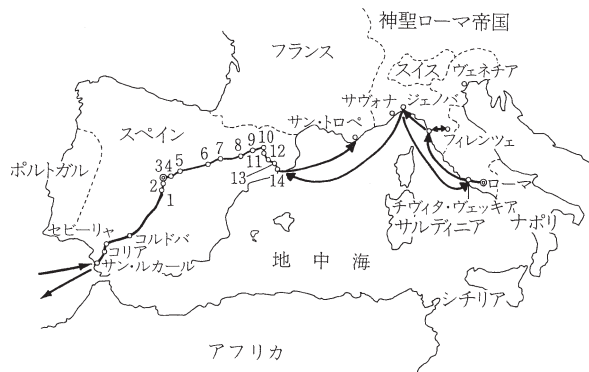 神聖ローマ帝国
フランス
スイス
ヴェネチア
サヴォナ
ジェノバ
サン・トロペ
フィレンツェ
スペイン
ポルトガル
1
2
3
4
5
6
7
8
9
10
11
12
13
14
ローマ
チヴィタ・ヴェッキア
サルディニア
ナポリ
セビーリャ
コルドバ
コリア
サン・ルカール
地中海
シチリア
アフリカ